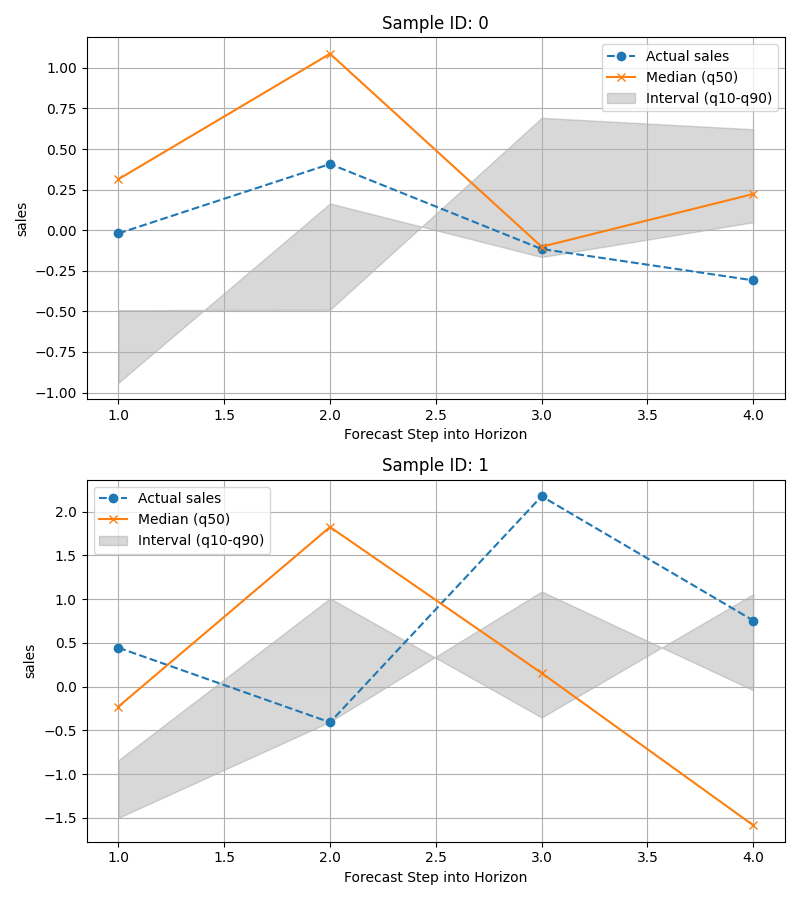 Sample ID: 0
1.00
0.75
0.50
0.25
0.00
−0.25
−0.50
−0.75
−1.00
sales
Actual sales
Median (q50)
Interval (q10-q90)
1.0 1.5 2.0 2.5 3.0 3.5 4.0
Forecast Step into Horizon
Sample ID: 1
2.0
1.5
1.0
0.5
0.0
−0.5
−1.0
−1.5
sales
Actual sales
Median (q50)
Interval (q10-q90)
1.0 1.5 2.0 2.5 3.0 3.5 4.0
Forecast Step into Horizon